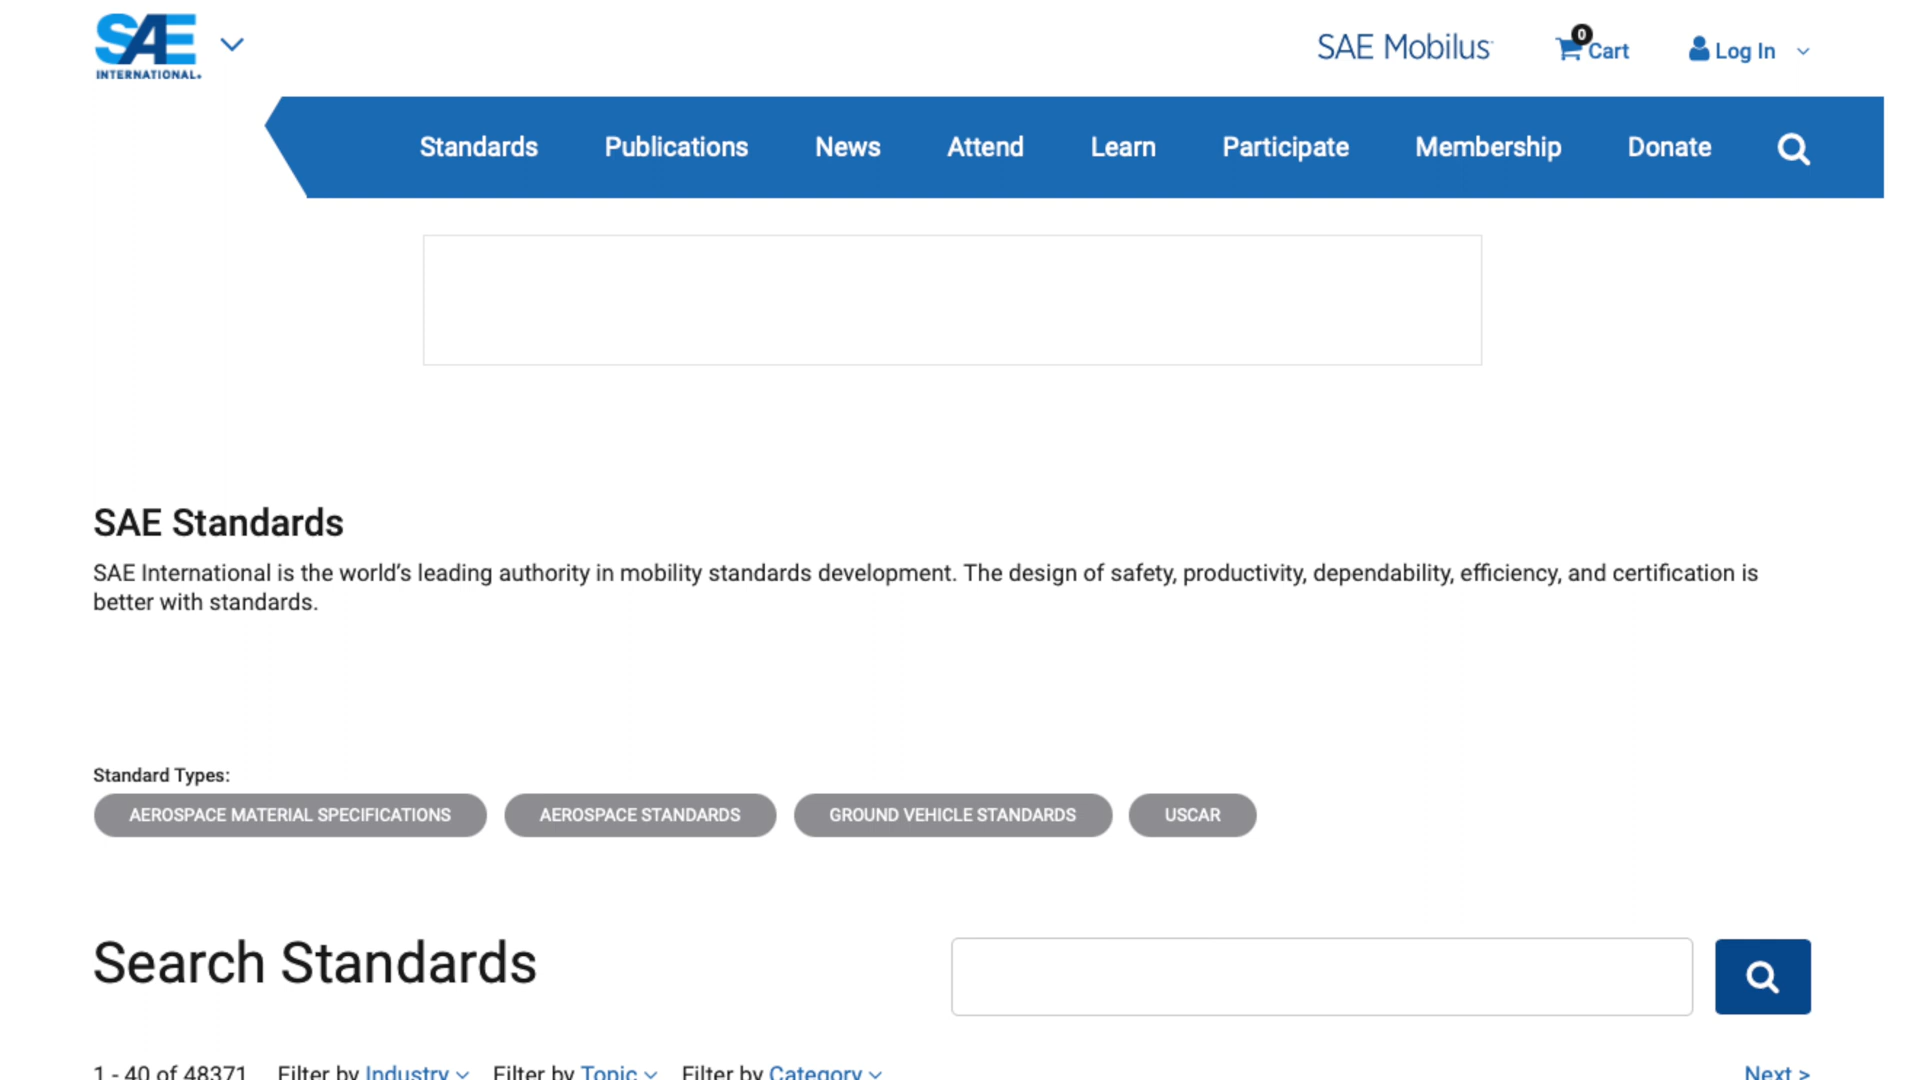 SAE
INTERNATIONAL®
SAE Mobilus
0
Cart
Log In
Standards
Publications
News
Attend
Learn
Participate
Membership
Donate
SAE Standards
SAE International is the world's leading authority in mobility standards development. The design of safety, productivity, dependability, efficiency, and certification is
better with standards.
Standard Types:
AEROSPACE MATERIAL SPECIFICATIONS
AEROSPACE STANDARDS
GROUND VEHICLE STANDARDS
USCAR
Search Standards
1 - 40 of 48371 Filter by Industry Filter by Topic Filter by Category Next >